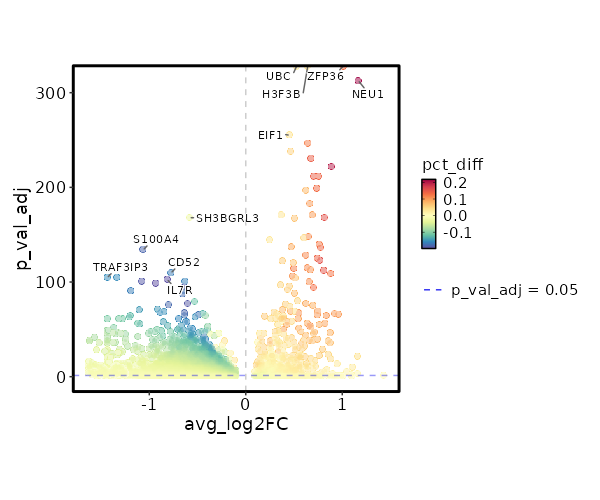 UBC
ZFP36
H3F3B
NEU1
EIF1
SH3BGRL3
S100A4
TRAF3IP3
CD52
IL7R
300
200
100
0
p_val_adj
-1
0
1
avg_log2FC
pct_diff
0.2
0.1
0.0
-0.1
p_val_adj = 0.05